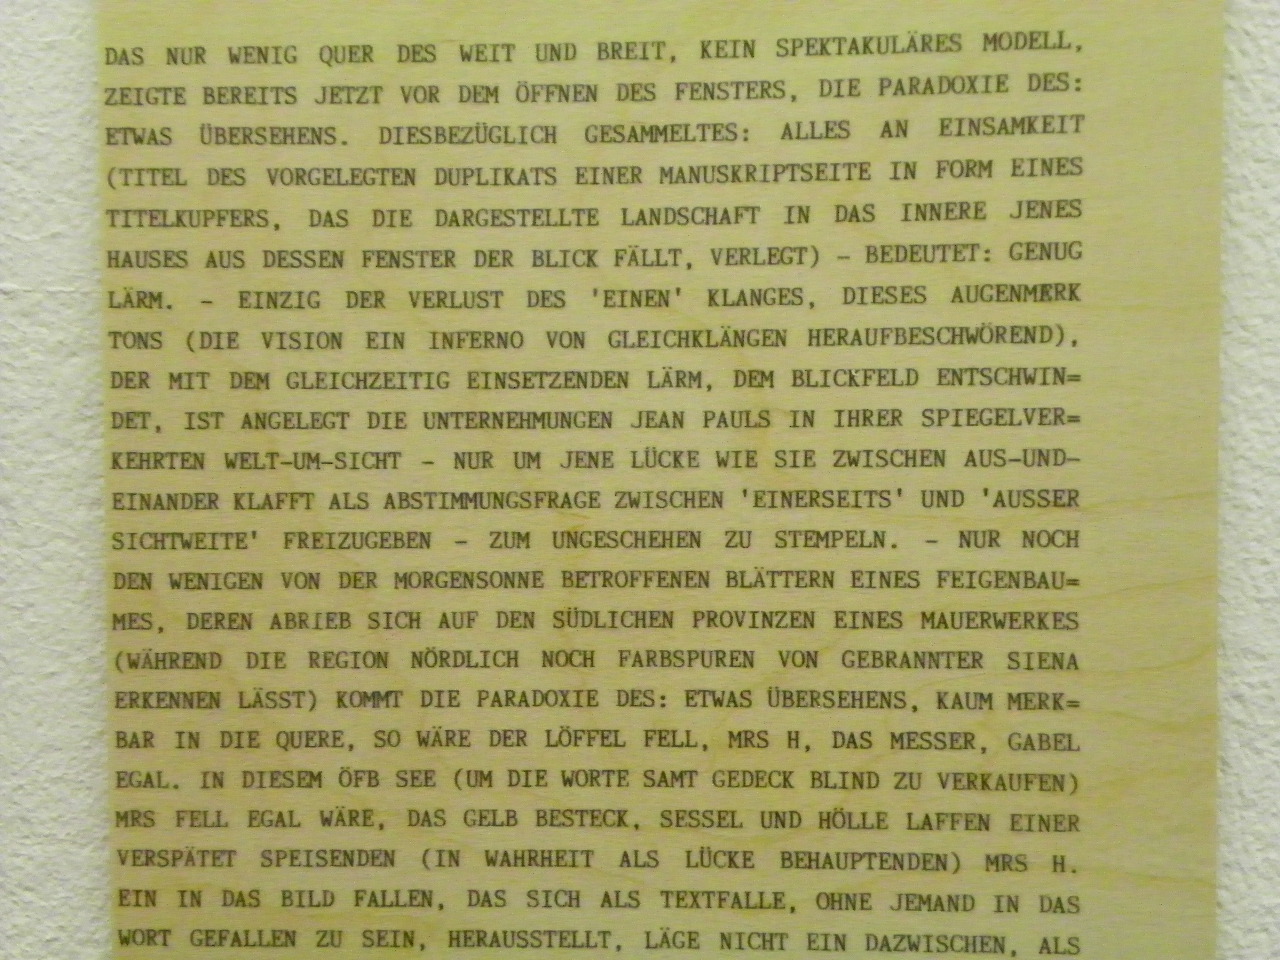 DAS NUR WENIG QUER DES WEIT UND BREIT, KEIN SPEKTAKULÄRES MODELL,
ZEIGTE BEREITS JETZT VOR DEM ÖFFNEN DES FENSTERS, DIE PARADOXIE DES:
ETWAS ÜBERSEHENS. DIESBEZÜGLICH GESAMMELTES: ALLES AN EINSAMKEIT
(TITEL DES VORGELEGTEN DUPLIKATS EINER MANUSKRIPTSEITE IN FORM EINES
TITELKUPFERS, DAS DIE DARGESTELLTE LANDSCHAFT IN DAS INNERE JENES
HAUSES AUS DESSEN FENSTER DER BLICK FÄLLT, VERLEGT) – BEDEUTET: GENUG
LÄRM. – EINZIG DER VERLUST DES 'EINEN' KLANGES, DIESES AUGENMERK
TONS (DIE VISION EIN INFERNO VON GLEICHKLÄNGEN HERAUFBESCHWÖREND),
DER MIT DEM GLEICHZEITIG EINSETZENDEN LÄRM, DEM BLICKFELD ENTSCHWIN=
DET, IST ANGELEGT DIE UNTERNEHMUNGEN JEAN PAULS IN IHRER SPIEGELVER=
KEHRTEN WELT-UM-SICHT – NUR UM JENE LÜCKE WIE SIE ZWISCHEN AUS-UND-
EINANDER KLAFFT ALS ABSTIMMUNGSFRAGE ZWISCHEN 'EINERSEITS' UND 'AUSSER
SICHTWEITE' FREIZUGEBEN – ZUM UNGESCHEHEN ZU STEMPELN. – NUR NOCH
DEN WENIGEN VON DER MORGENSONNE BETROFFENEN BLÄTTERN EINES FEIGENBAU=
MES, DEREN ABRIEB SICH AUF DEN SÜDLICHEN PROVINZEN EINES MAUERWERKES
(WÄHREND DIE REGION NÖRDLICH NOCH FARBSPUREN VON GEBRANNTER SIENA
ERKENNEN LÄSST) KOMMT DIE PARADOXIE DES: ETWAS ÜBERSEHENS, KAUM MERK=
BAR IN DIE QUERE, SO WÄRE DER LÖFFEL FELL, MRS H, DAS MESSER, GABEL
EGAL. IN DIESEM ÖFB SEE (UM DIE WORTE SAMT GEDECK BLIND ZU VERKAUFEN)
MRS FELL EGAL WÄRE, DAS GELB BESTECK, SESSEL UND HÖLLE LAFFEN EINER
VERSPÄTET SPEISENDEN (IN WAHRHEIT ALS LÜCKE BEHAUPTENDEN) MRS H.
EIN IN DAS BILD FALLEN, DAS SICH ALS TEXTFALLE, OHNE JEMAND IN DAS
WORT GEFALLEN ZU SEIN, HERAUSSTELLT, LÄGE NICHT EIN DAZWISCHEN, ALS